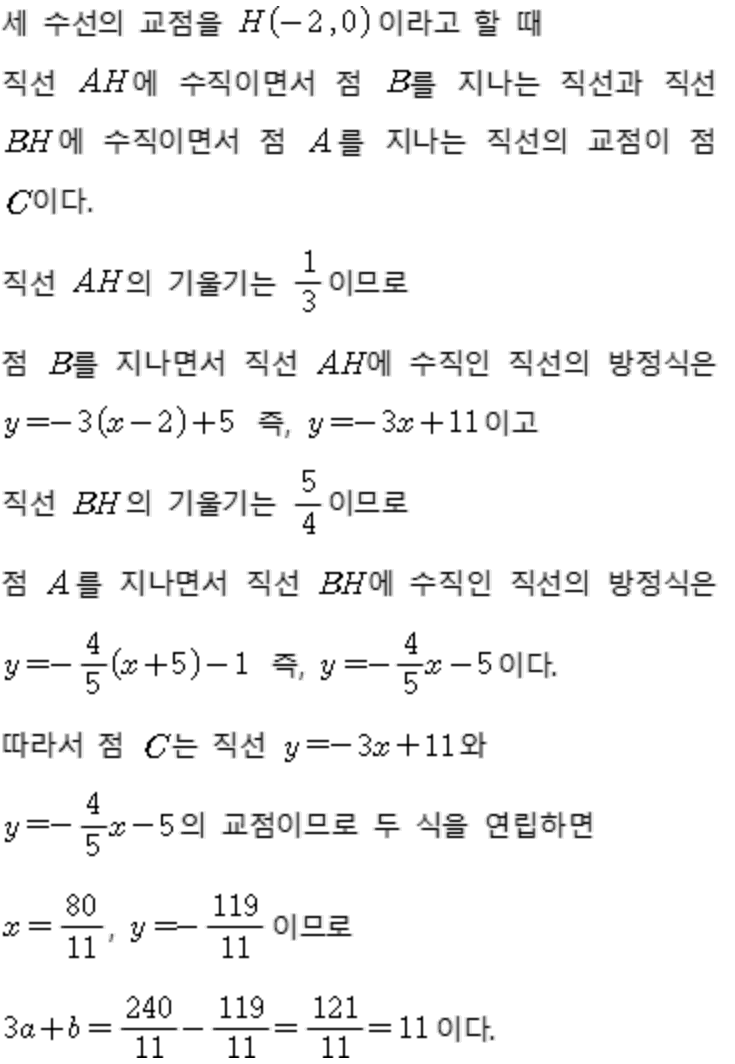 세 수선의 교점을 H(−2,0)이라고 할 때
직선 AH에 수직이면서 점 B를 지나는 직선과 직선
BH에 수직이면서 점 A를 지나는 직선의 교점이 점
C이다.
직선 AH의 기울기는 1/3이므로
점 B를 지나면서 직선 AH에 수직인 직선의 방정식은
y=−3(x−2)+5 즉, y=−3x+11이고
직선 BH의 기울기는 5/4이므로
점 A를 지나면서 직선 BH에 수직인 직선의 방정식은
y=−4/5(x+5)−1 즉, y=−4/5x−5이다.
따라서 점 C는 직선 y=−3x+11와
y=−4/5x−5의 교점이므로 두 식을 연립하면
x=80/11, y=−119/11이므로
3a+b=240/11−119/11=121/11=11이다.